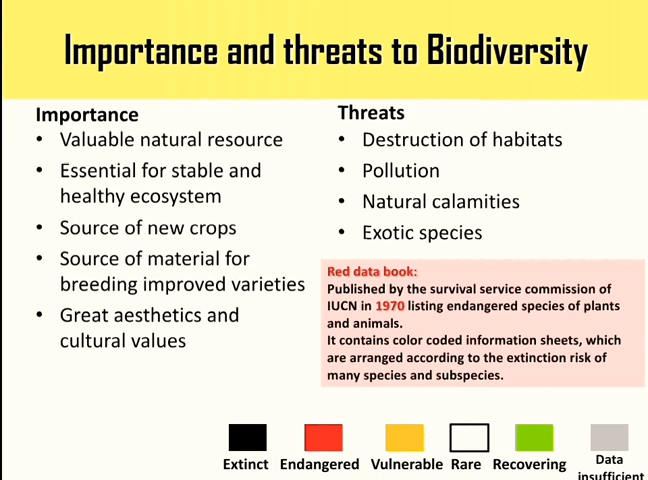 Importance and threats to Biodiversity
Importance
• Valuable natural resource
• Essential for stable and
healthy ecosystem
• Source of new crops
• Source of material for
breeding improved varieties
• Great aesthetics and
cultural values
Threats
• Destruction of habitats
• Pollution
• Natural calamities
• Exotic species
Red data book:
Published by the survival service commission of
IUCN in 1970 listing endangered species of plants
and animals.
It contains color coded information sheets, which
are arranged according to the extinction risk of
many species and subspecies.
Extinct Endangered Vulnerable Rare Recovering Data
insufficient